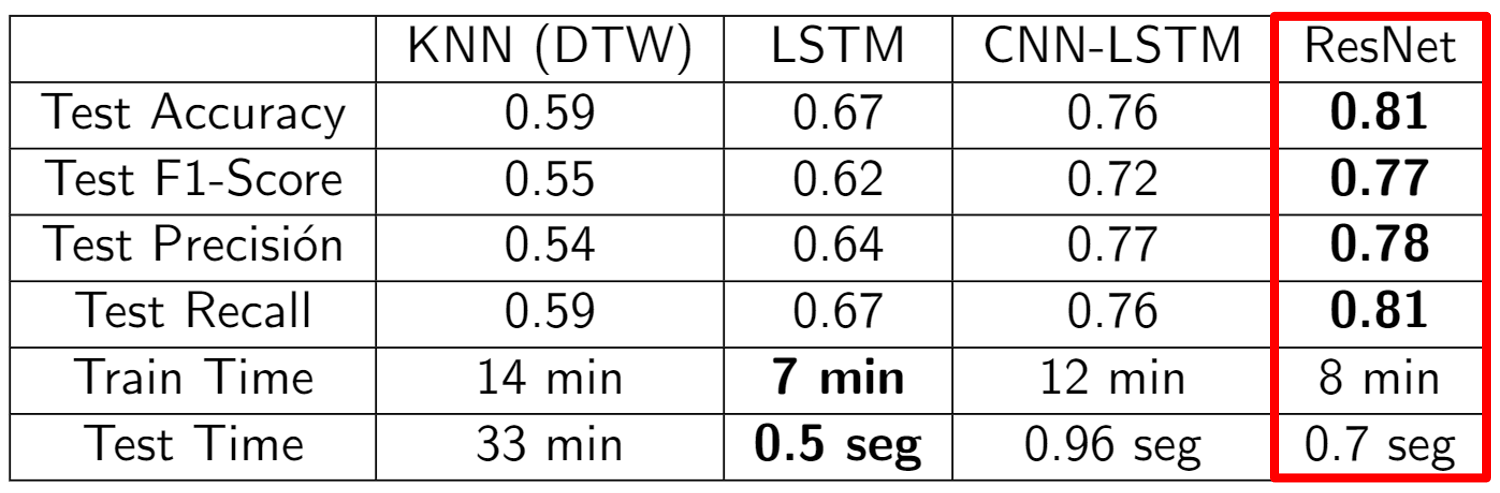 KNN (DTW) LSTM CNN-LSTM ResNet
Test Accuracy 0.59 0.67 0.76 0.81
Test F1-Score 0.55 0.62 0.72 0.77
Test Precisión 0.54 0.64 0.77 0.78
Test Recall 0.59 0.67 0.76 0.81
Train Time 14 min 7 min 12 min 8 min
Test Time 33 min 0.5 seg 0.96 seg 0.7 seg